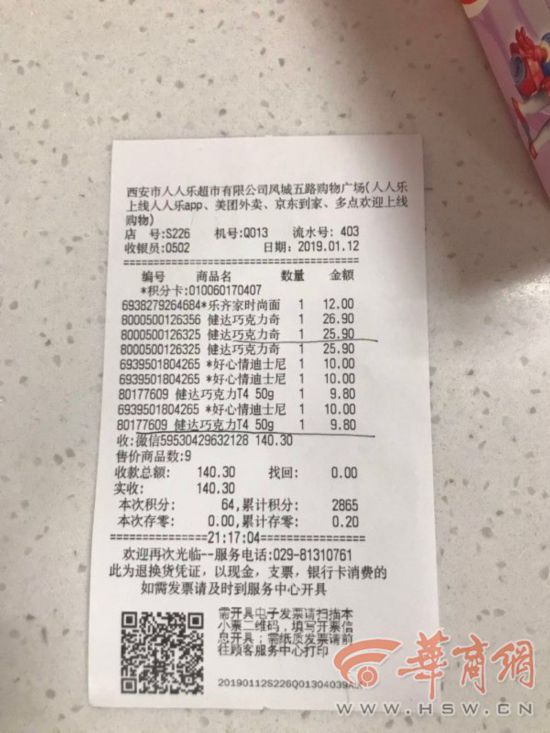 西安市人人乐超市有限公司凤城五路购物广场(人人乐
上线人人乐app、美团外卖、京东到家、多点欢迎上线
购物)
店 号:S226 机号:Q013 流水号: 403
收银员:0502 日期: 2019.01.12
编号 商品名 数量 金额
*积分卡:010060170407
6938279264684*乐齐家时尚面 1 12.00
8000500126356 健达巧克力奇 1 26.90
8000500126325 健达巧克力奇 1 25.90
8000500126325 健达巧克力奇 1 25.90
6939501804265 *好心情迪士尼 1 10.00
6939501804265 *好心情迪士尼 1 10.00
80177609 健达巧克力T4 50g 1 9.80
6939501804265 *好心情迪士尼 1 10.00
80177609 健达巧克力T4 50g 1 9.80
收:微信59530429632128 140.30
售价商品数:9
收款总额: 140.30 找回: 0.00
实收: 140.30
本次积分: 64,累计积分: 2865
本次存零: 0.00,累计存零: 0.20
===============21:17:04================
欢迎再次光临--服务电话:029-81310761
此为退换货凭证，以现金，支票，银行卡消费的
如需发票请及时到服务中心开具
需开具电子发票请扫描本
小票二维码，填写开票信
息开具；需纸质发票请前
往顾客服务中心打印
20190112S226Q01304039
華商網
WWW.HSW.CN